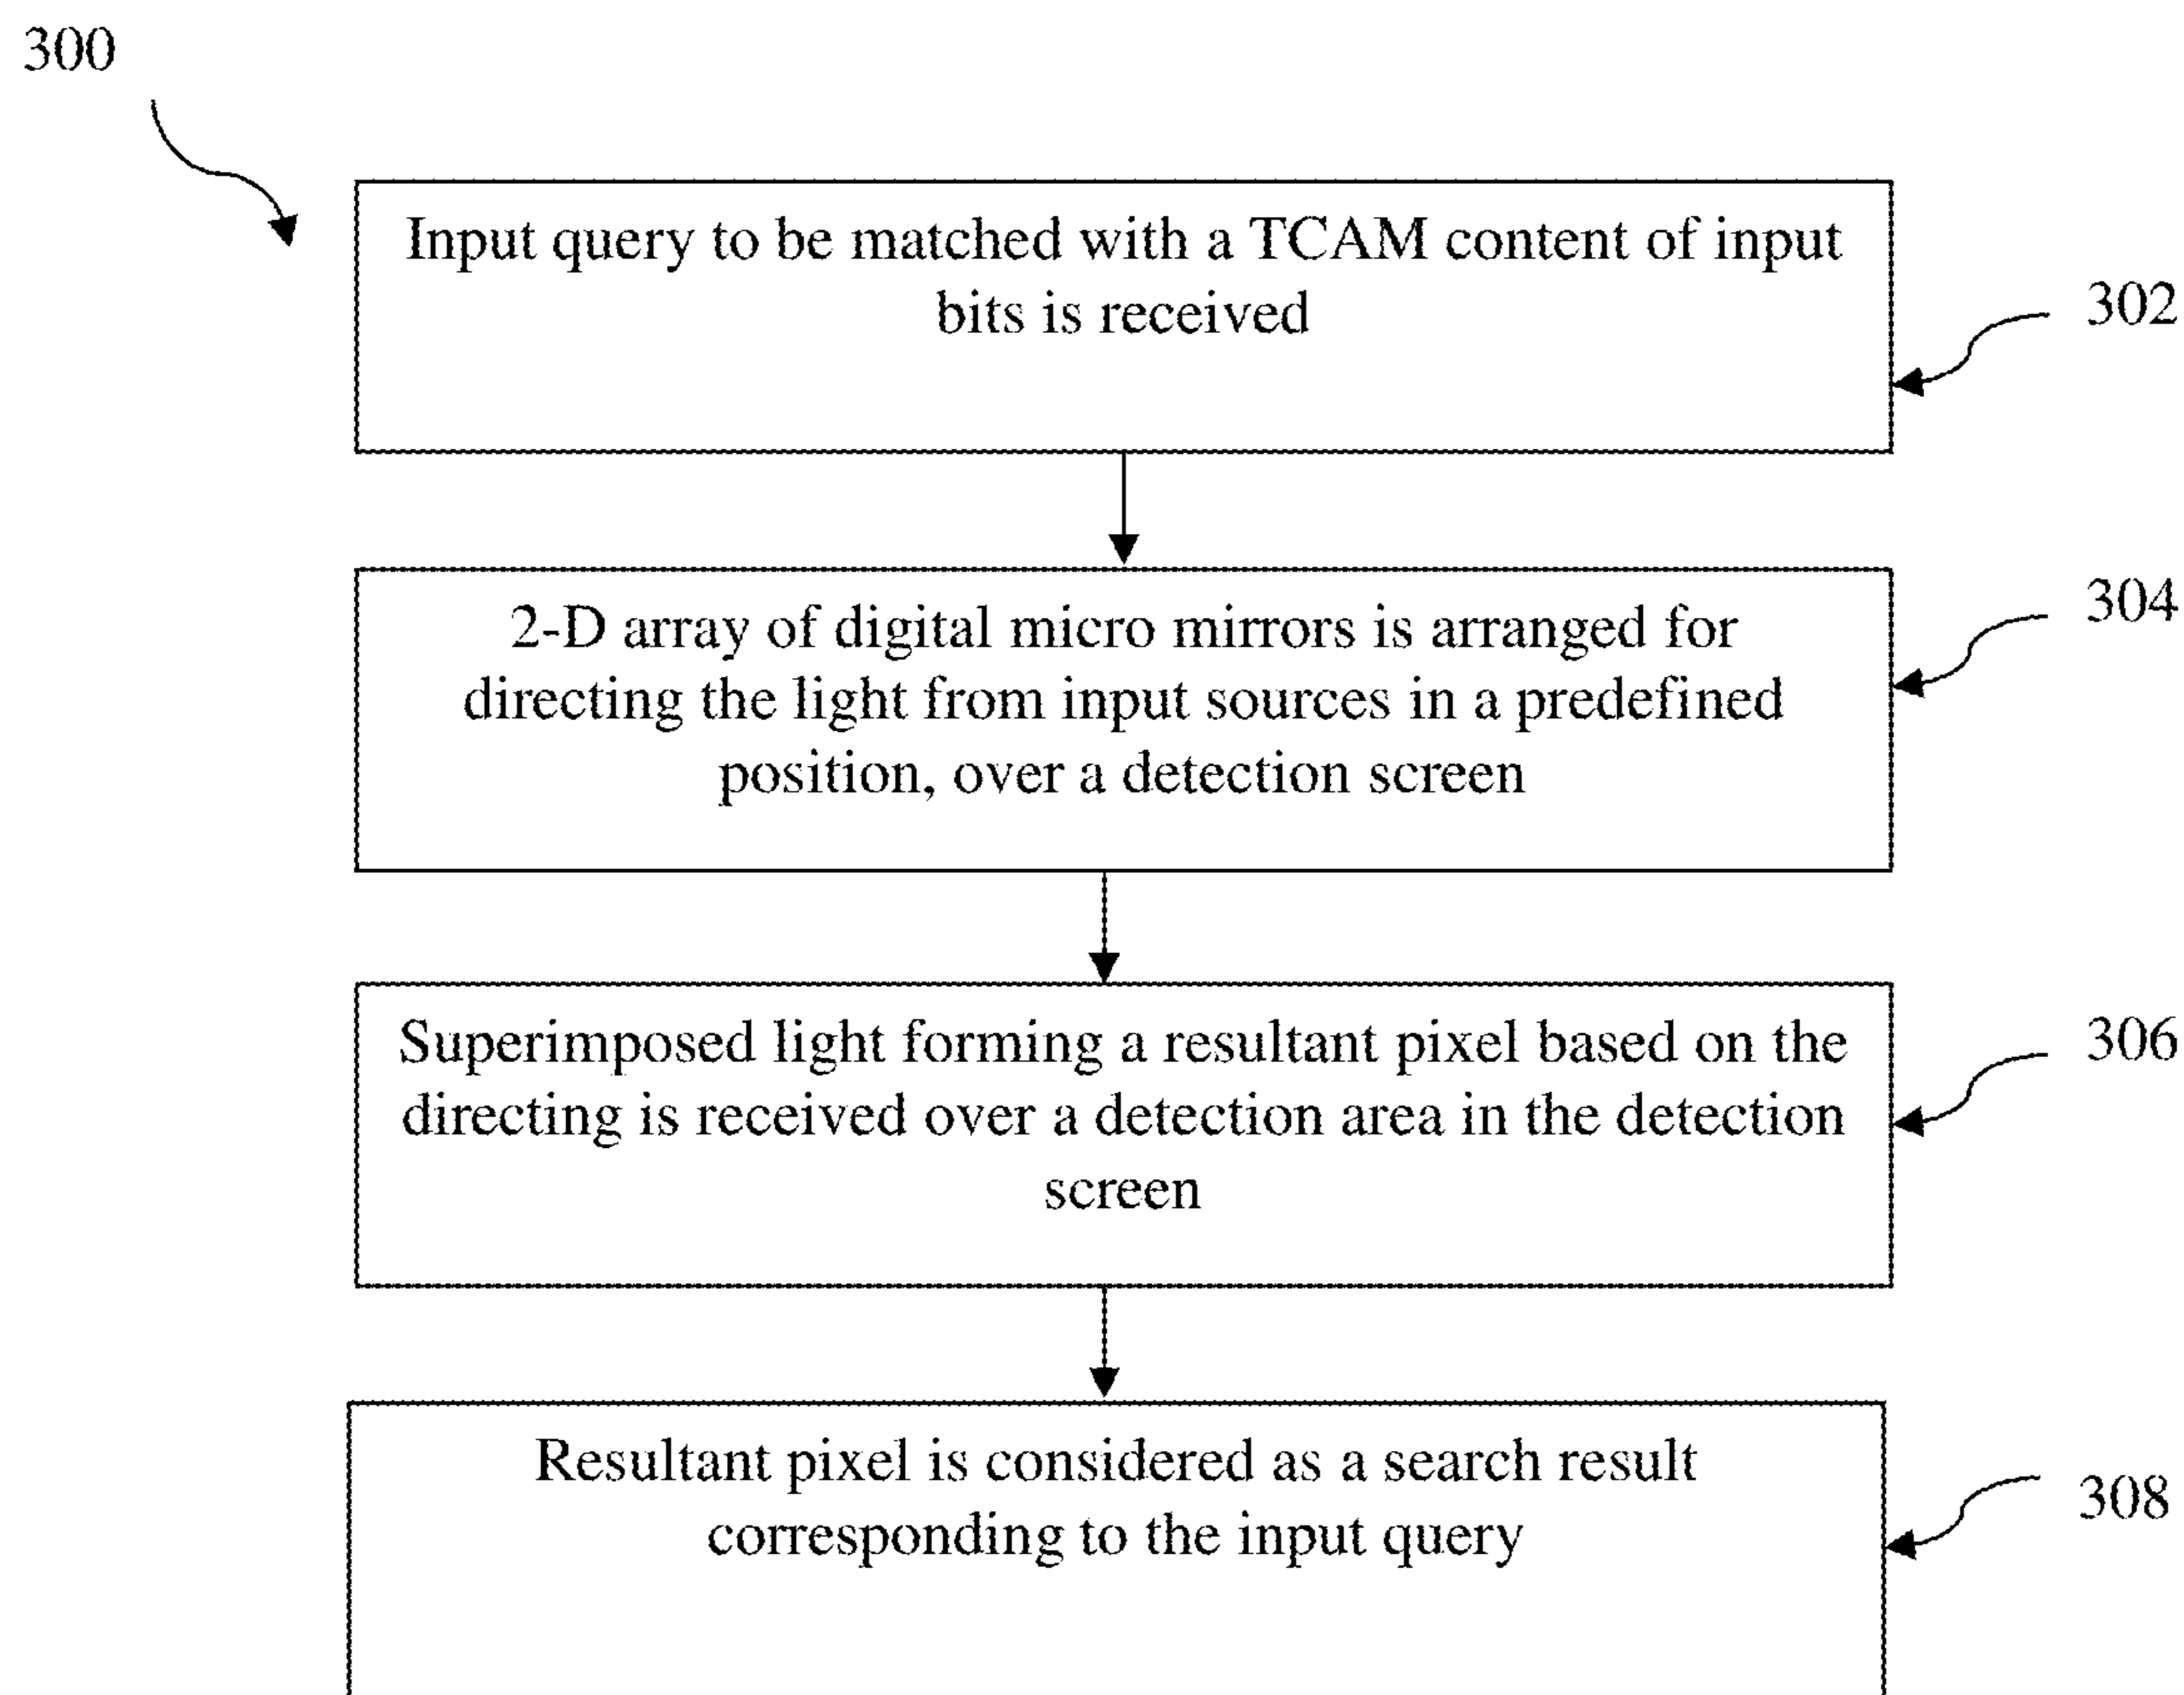 300
Input query to be matched with a TCAM content of input
bits is received
302
2-D array of digital micro mirrors is arranged for
directing the light from input sources in a predefined
position, over a detection screen
304
Superimposed light forming a resultant pixel based on the
directing is received over a detection area in the detection
screen
306
Resultant pixel is considered as a search result
corresponding to the input query
308